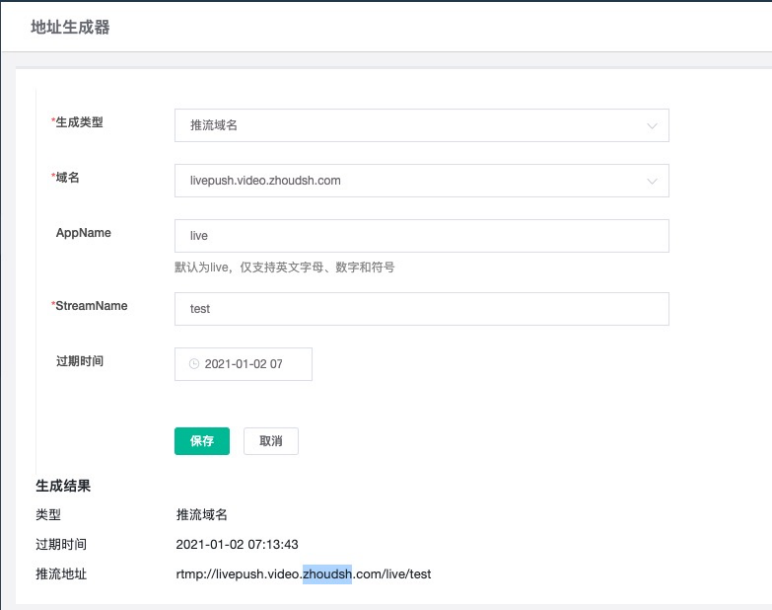 地址生成器
*生成类型 推流域名
*域名 livepush.video.zhoudsh.com
AppName live
默认为live，仅支持英文字母、数字和符号
*StreamName test
过期时间 2021-01-02 07
保存 取消
生成结果
类型 推流域名
过期时间 2021-01-02 07:13:43
推流地址 rtmp://livepush.video.zhoudsh.com/live/test